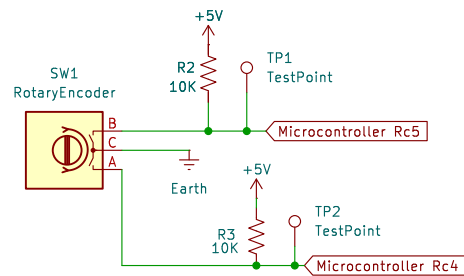 +5V
R2
10K
TP1
TestPoint
SW1
RotaryEncoder
B
C
A
Microcontroller Rc5
Earth
+5V
R3
10K
TP2
TestPoint
Microcontroller Rc4